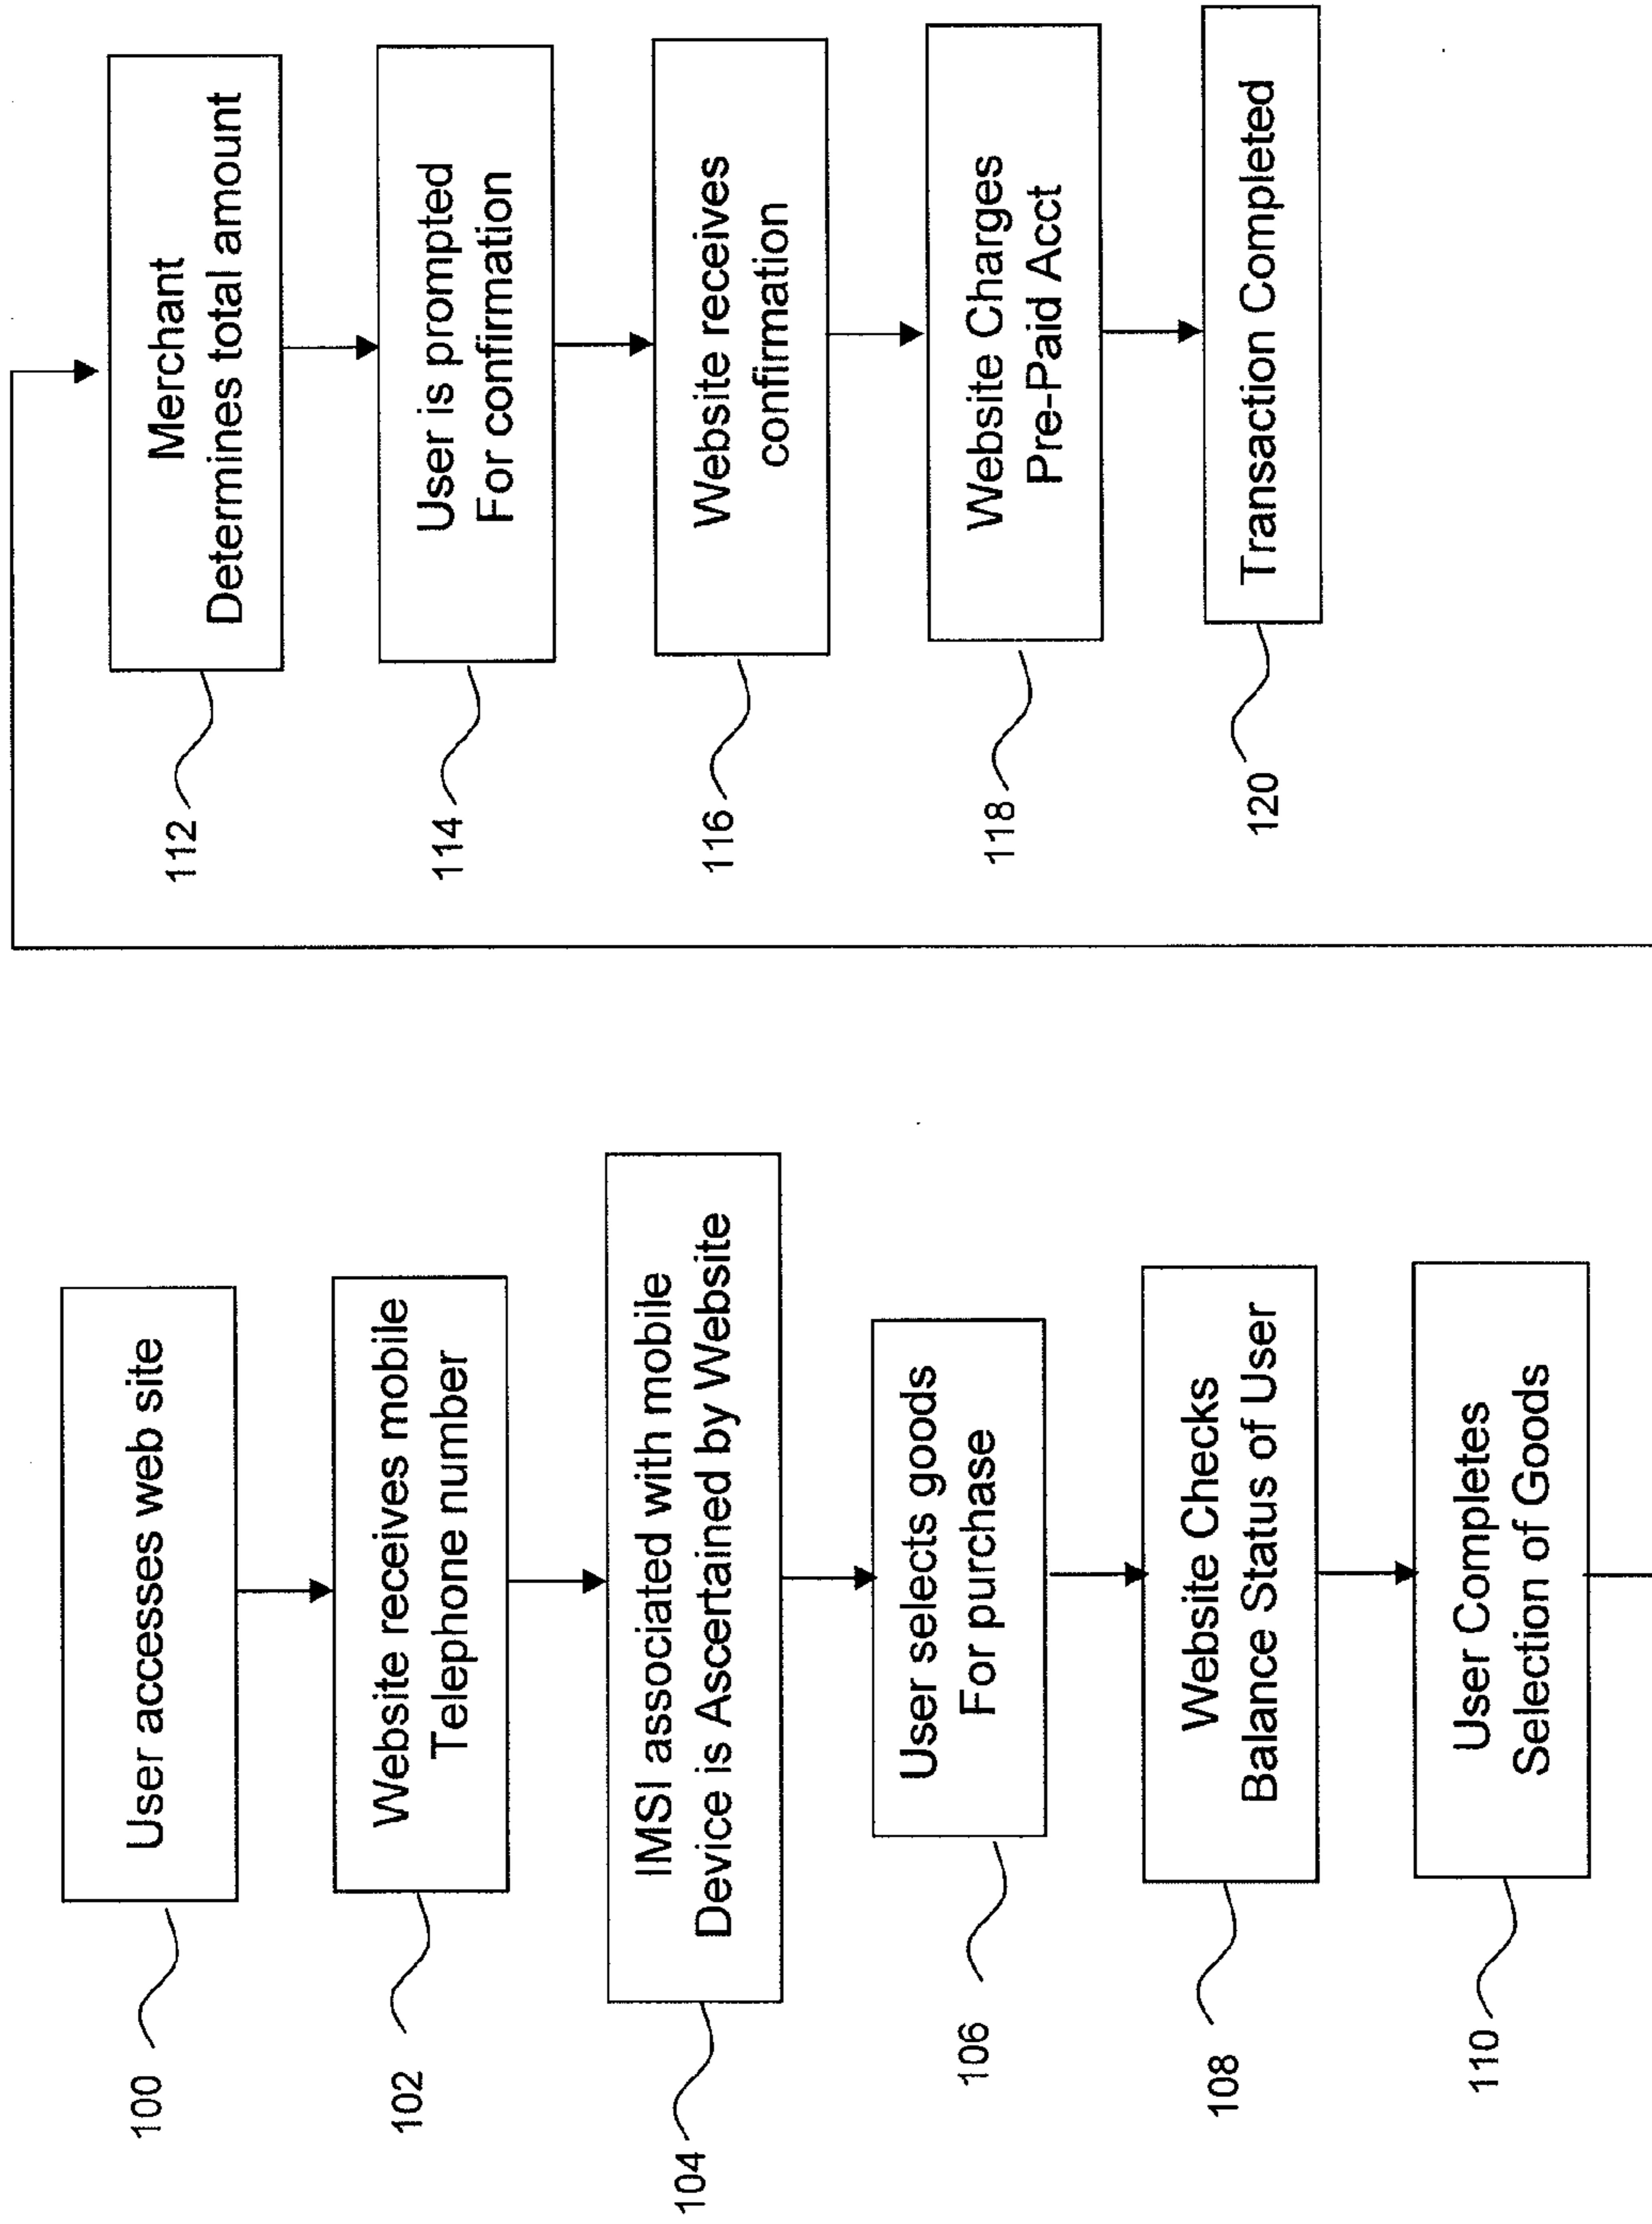 User accesses web site
100
Website receives mobile
Telephone number
102
IMSI associated with mobile
Device is Ascertained by Website
104
User selects goods
For purchase
106
Website Checks
Balance Status of User
108
User Completes
Selection of Goods
110
Merchant
Determines total amount
112
User is prompted
For confirmation
114
Website receives
confirmation
116
Website Charges
Pre-Paid Acct
118
Transaction Completed
120